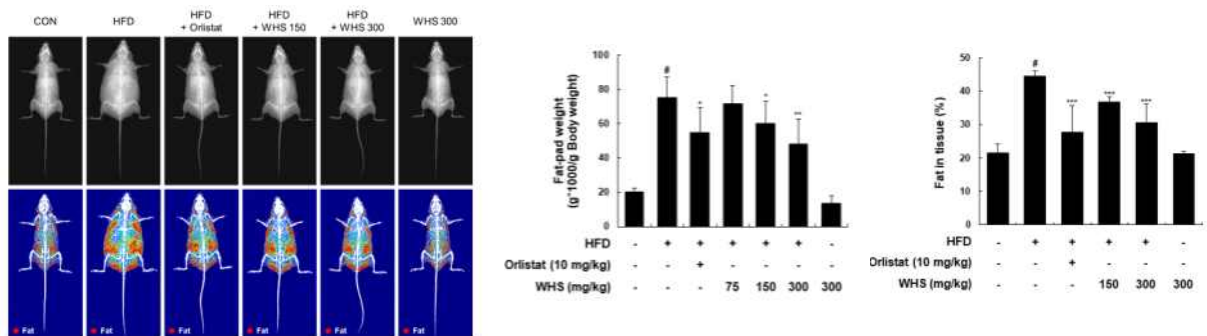 CON
HFD
HFD
+ Orlistat
HFD
+ WHS 150
HFD
+ WHS 300
WHS 300
Fat
Fat
Fat
Fat
Fat
Fat
Fat-pad weight
(g*1000/g Body weight)
100
80
60
40
20
0
#
*
*
**
HFD - + + + + + -
Orlistat (10 mg/kg) - - + - - - -
WHS (mg/kg) - - - 75 150 300 300
Fat in tissue (%)
50
40
30
20
10
0
#
***
***
***
HFD - + + + + -
Orlistat (10 mg/kg) - - + - - -
WHS (mg/kg) - - - 150 300 300